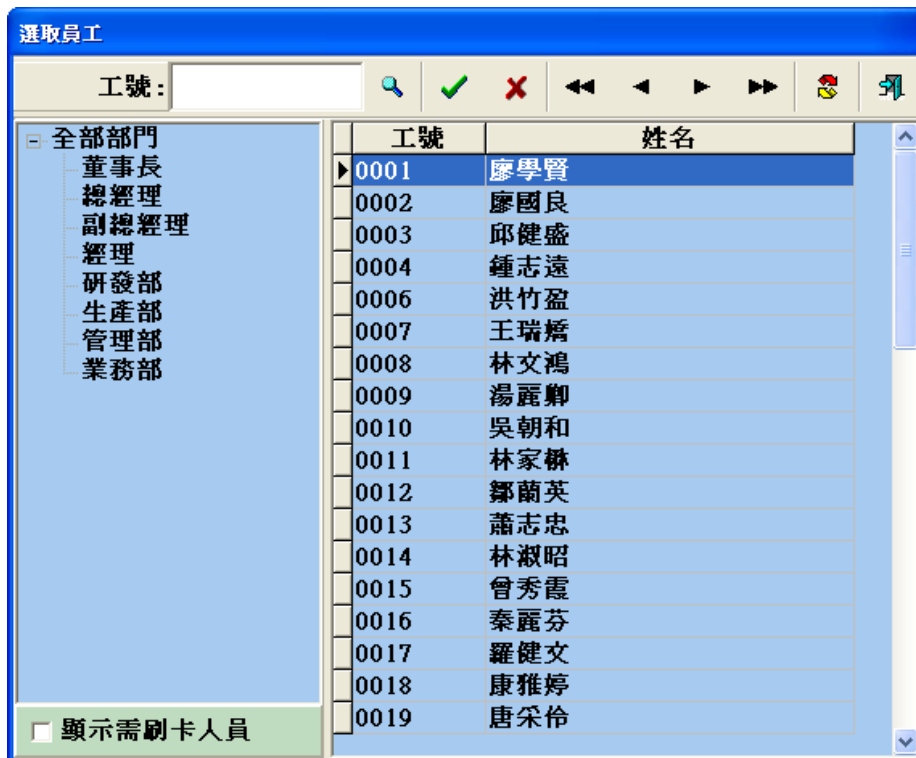 選取員工
工號:
全部部門
董事長
總經理
副總經理
經理
研發部
生產部
管理部
業務部
顯示需刷卡人員
工號 姓名
0001 廖學賢
0002 廖國良
0003 邱健盛
0004 鍾志遠
0006 洪竹盈
0007 王瑞
0008 林文鴻
0009 湯麗卿
0010 吳朝和
0011 林家
0012 鄒蘭英
0013 蕭志忠
0014 林淑昭
0015 曾秀霞
0016 秦麗芬
0017 羅健文
0018 康雅婷
0019 唐采伶